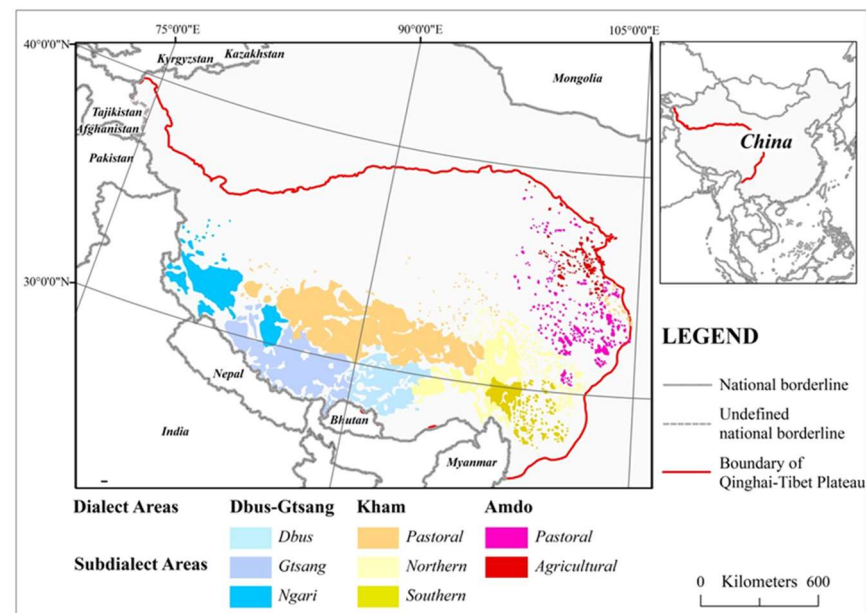 75°0'0"E 90°0'0"E 105°0'0"E
40°0'0"N
Kyrgyzstan
Kazakhstan
Mongolia
Tajikistan
Afghanistan
Pakistan
China
30°0'0"N
Nepal
Bhutan
India
Myanmar
LEGEND
National borderline
Undefined
national borderline
Boundary of
Qinghai-Tibet Plateau
Dialect Areas Dbus-Gtsang Kham Amdo
Dbus Pastoral Pastoral
Subdialect Areas Gtsang Northern Agricultural
Ngari Southern
0 Kilometers 600